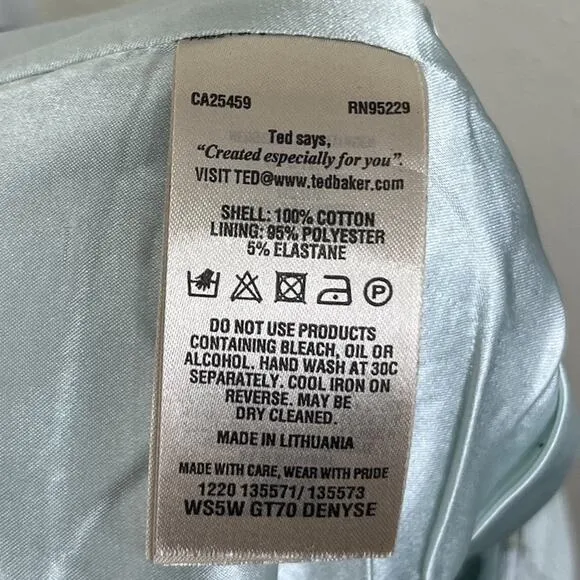 CA25459 RN95229
Ted says,
“Created especially for you”.
VISIT TED@www.tedbaker.com
SHELL: 100% COTTON
LINING: 95% POLYESTER
5% ELASTANE
P
DO NOT USE PRODUCTS
CONTAINING BLEACH, OIL OR
ALCOHOL. HAND WASH AT 30C
SEPARATELY. COOL IRON ON
REVERSE. MAY BE
DRY CLEANED.
MADE IN LITHUANIA
MADE WITH CARE, WEAR WITH PRIDE
1220 135571/ 135573
WS5W GT70 DENYSE